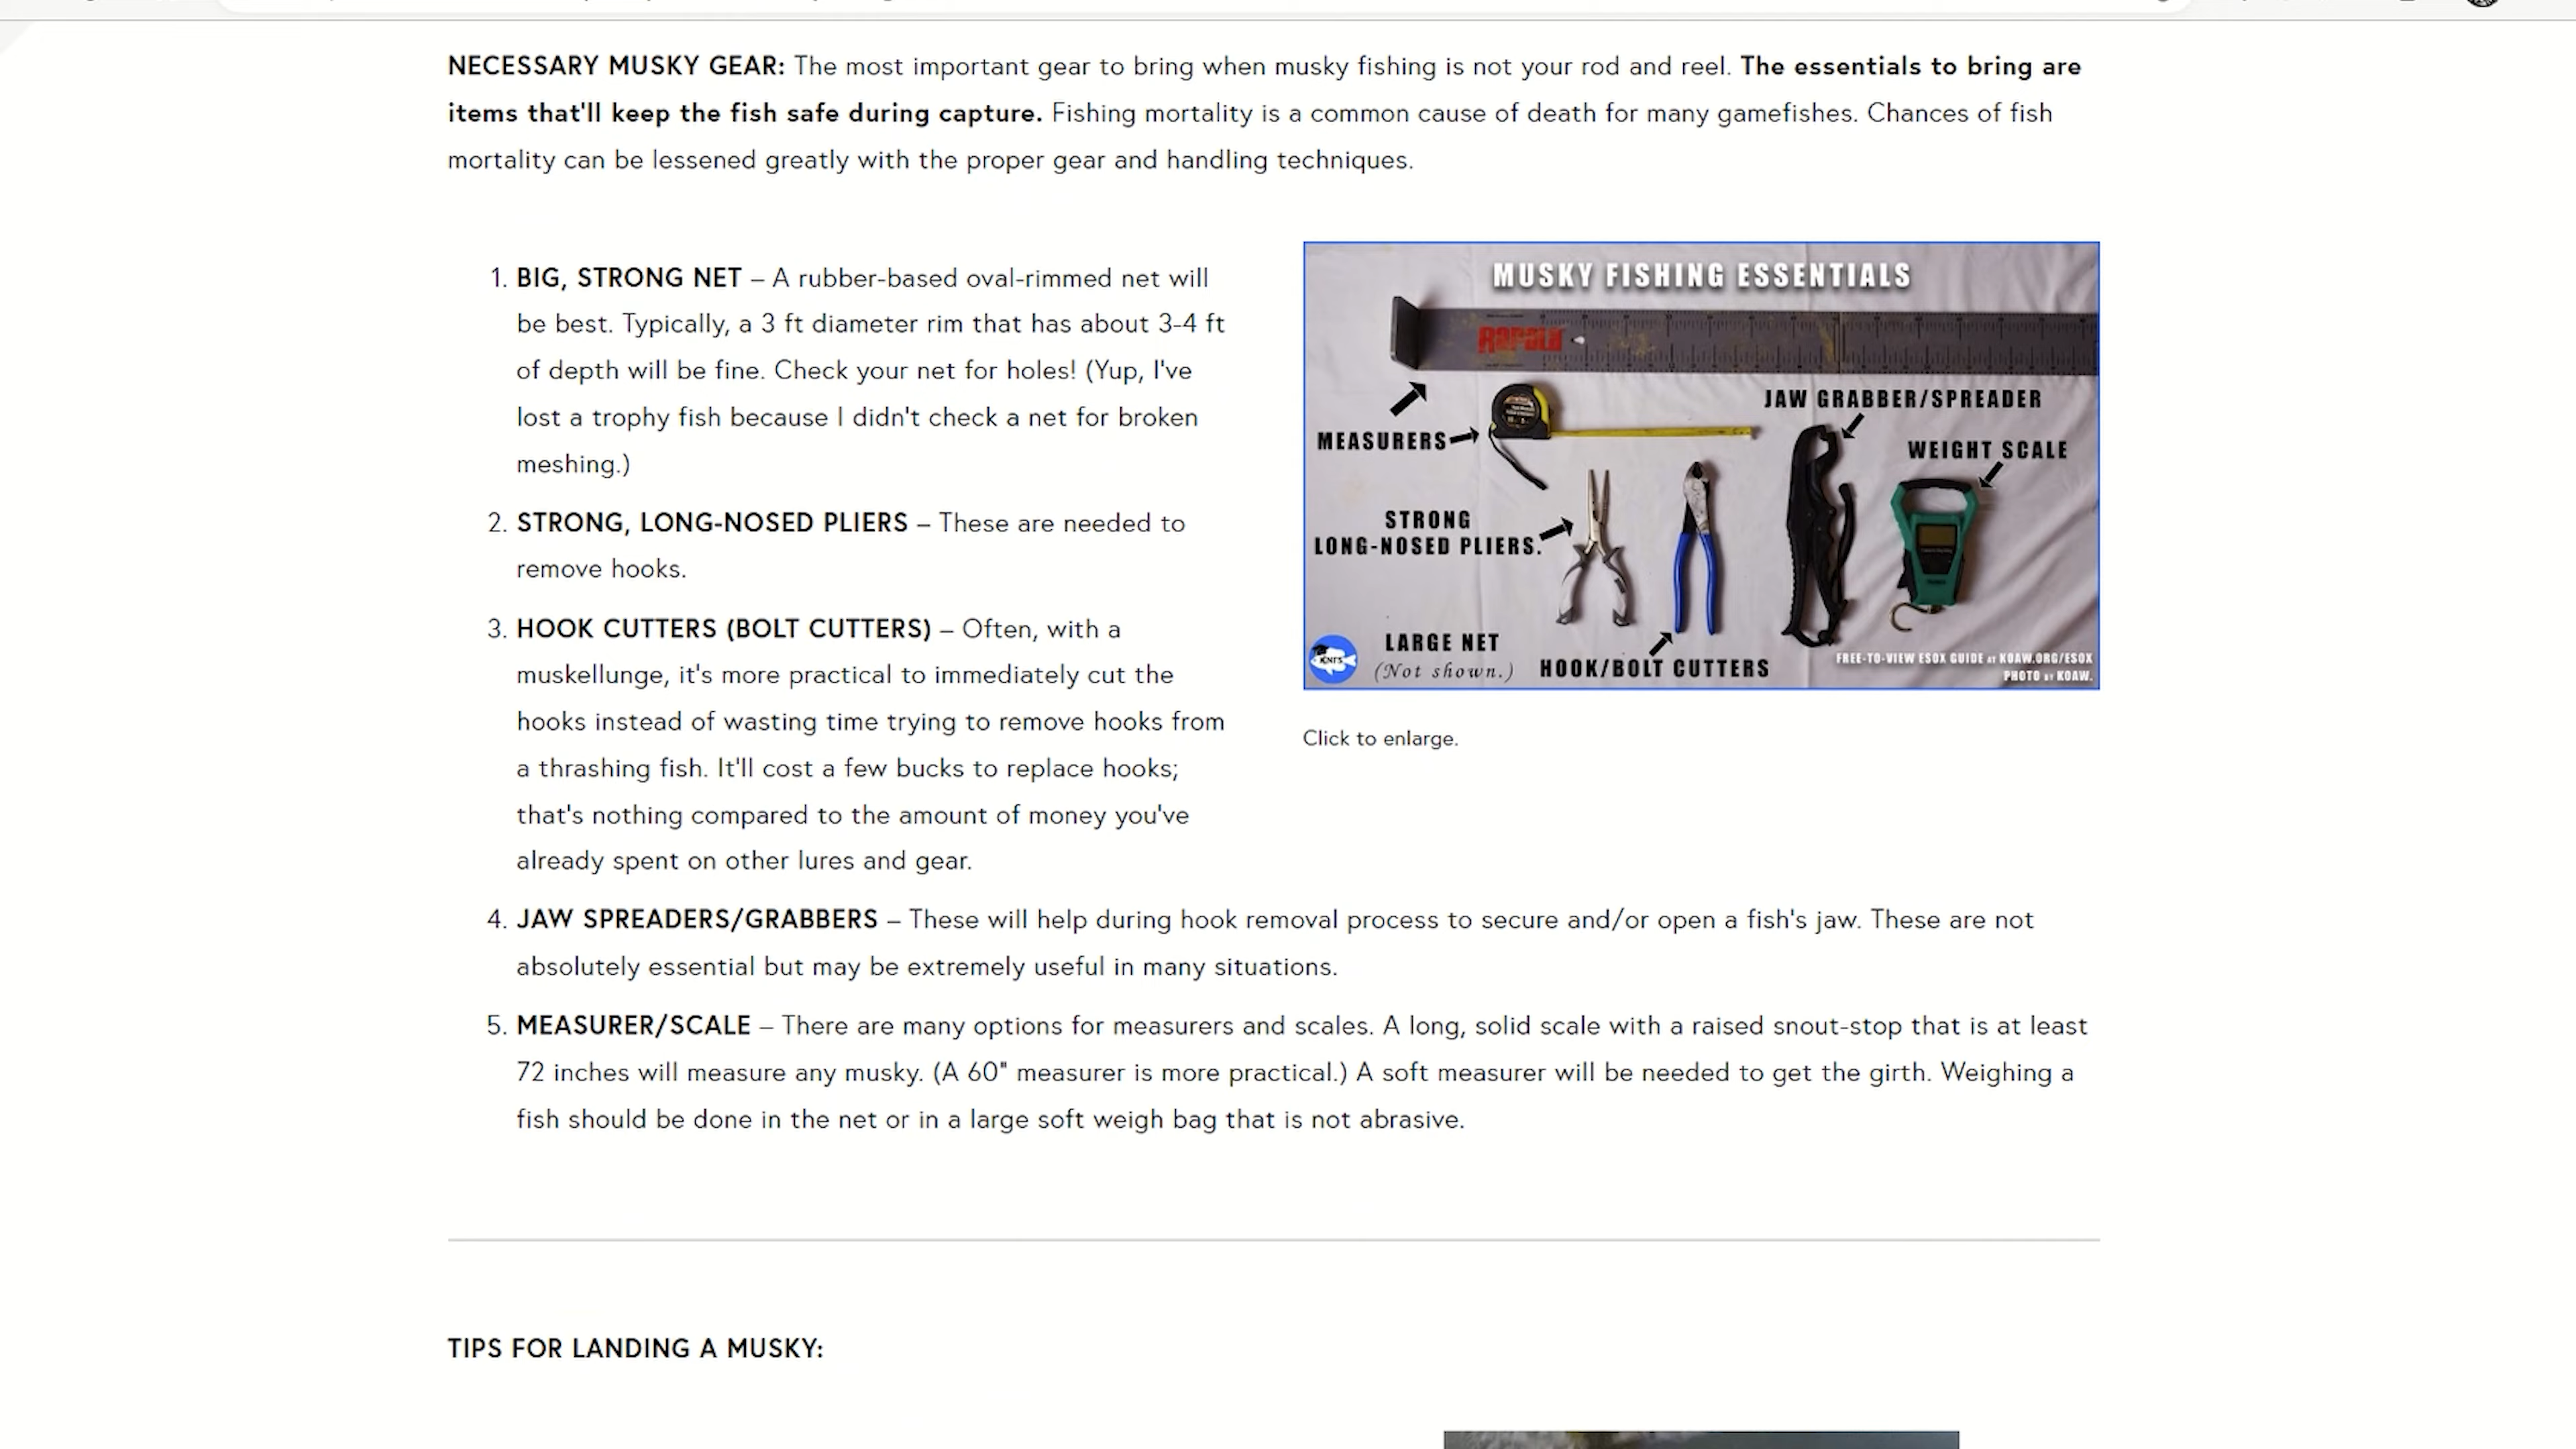 NECESSARY MUSKY GEAR: The most important gear to bring when musky fishing is not your rod and reel. The essentials to bring are
items that'll keep the fish safe during capture. Fishing mortality is a common cause of death for many gamefishes. Chances of fish
mortality can be lessened greatly with the proper gear and handling techniques.
1. BIG, STRONG NET – A rubber-based oval-rimmed net will
be best. Typically, a 3 ft diameter rim that has about 3-4 ft
of depth will be fine. Check your net for holes! (Yup, I've
lost a trophy fish because I didn't check a net for broken
meshing.)
2. STRONG, LONG-NOSED PLIERS – These are needed to
remove hooks.
3. HOOK CUTTERS (BOLT CUTTERS) – Often, with a
muskellunge, it's more practical to immediately cut the
hooks instead of wasting time trying to remove hooks from
a thrashing fish. It'll cost a few bucks to replace hooks;
that's nothing compared to the amount of money you've
already spent on other lures and gear.
MUSKY FISHING ESSENTIALS
RAPALA
JAW GRABBER/SPREADER
MEASURERS
WEIGHT SCALE
STRONG
LONG-NOSED PLIERS.
LARGE NET
(Not shown.)
HOOK/BOLT CUTTERS
FREE-TO-VIEW ESOX GUIDE AT KOAW.ORG/ESOX
PHOTO BY KOAW.
Click to enlarge.
4. JAW SPREADERS/GRABBERS – These will help during hook removal process to secure and/or open a fish's jaw. These are not
absolutely essential but may be extremely useful in many situations.
5. MEASURER/SCALE – There are many options for measurers and scales. A long, solid scale with a raised snout-stop that is at least
72 inches will measure any musky. (A 60" measurer is more practical.) A soft measurer will be needed to get the girth. Weighing a
fish should be done in the net or in a large soft weigh bag that is not abrasive.
TIPS FOR LANDING A MUSKY: